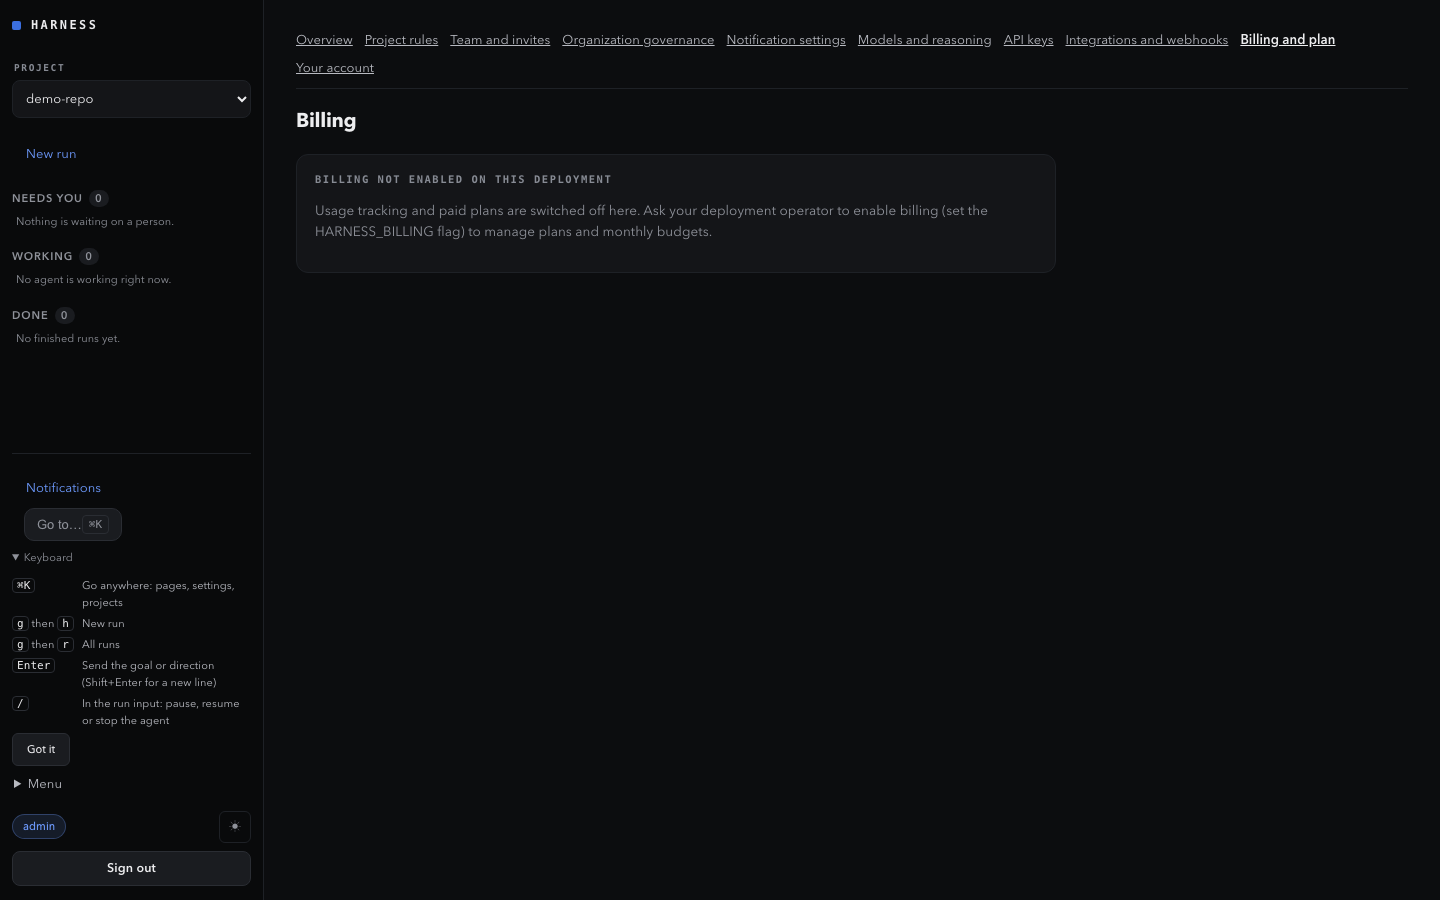 HARNESS
PROJECT
demo-repo
New run
NEEDS YOU 0
Nothing is waiting on a person.
WORKING 0
No agent is working right now.
DONE 0
No finished runs yet.
Notifications
Go to... ⌘K
Keyboard
⌘K Go anywhere: pages, settings,
projects
g then h New run
g then r All runs
Enter Send the goal or direction
(Shift+Enter for a new line)
/ In the run input: pause, resume
or stop the agent
Got it
Menu
admin
Sign out
Overview Project rules Team and invites Organization governance Notification settings Models and reasoning API keys Integrations and webhooks Billing and plan
Your account
Billing
BILLING NOT ENABLED ON THIS DEPLOYMENT
Usage tracking and paid plans are switched off here. Ask your deployment operator to enable billing (set the
HARNESS_BILLING flag) to manage plans and monthly budgets.